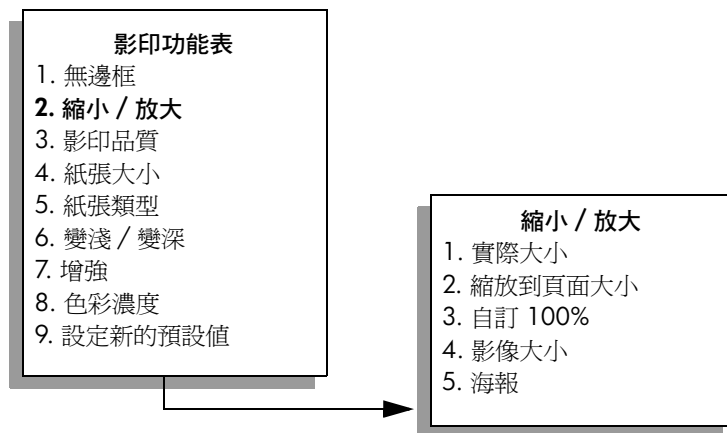 影印功能表
1. 無邊框
2. 縮小 / 放大
3. 影印品質
4. 紙張大小
5. 紙張類型
6. 變淺 / 變深
7. 增強
8. 色彩濃度
9. 設定新的預設值
縮小 / 放大
1. 實際大小
2. 縮放到頁面大小
3. 自訂 100%
4. 影像大小
5. 海報